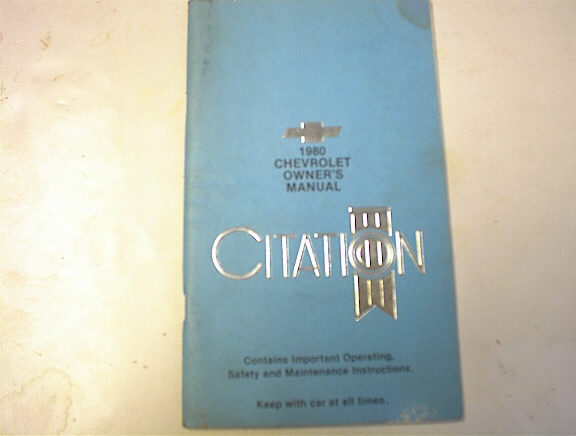 1980
CHEVROLET
OWNER'S
MANUAL
CITATION
Contains Important Operating,
Safety and Maintenance Instructions.
Keep with car at all times.